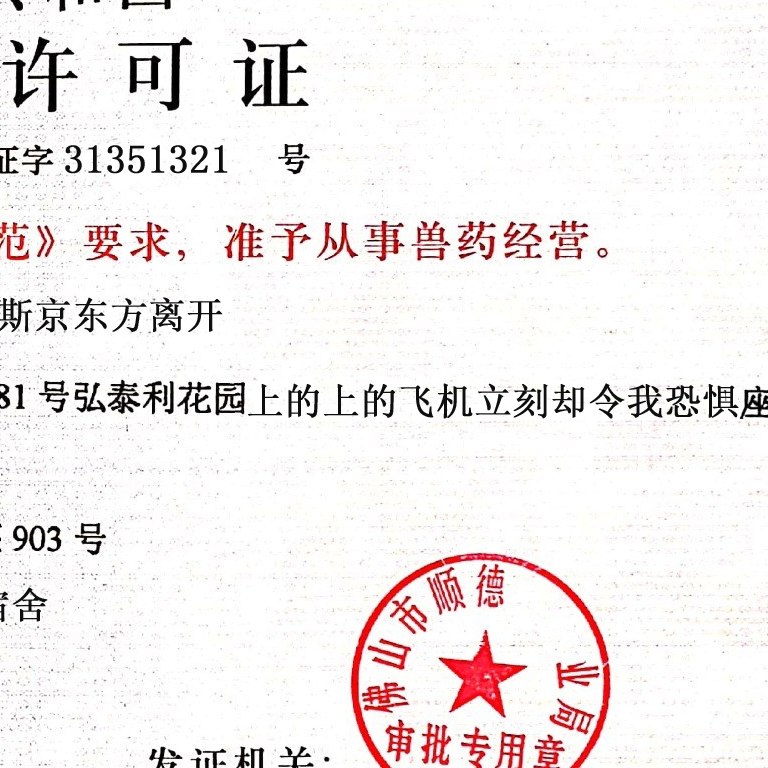 和国
许可证
证字 31351321 号
范》要求，准予从事兽药经营。
斯京东方离开
81 号弘泰利花园上的上的飞机立刻却令我恐惧座
903 号
宿舍
佛山市顺德 业局
审批专用章
发证机关：